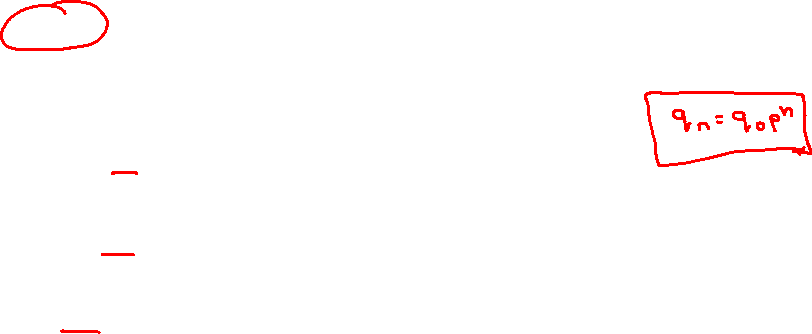 qₙ = q₀pⁿ